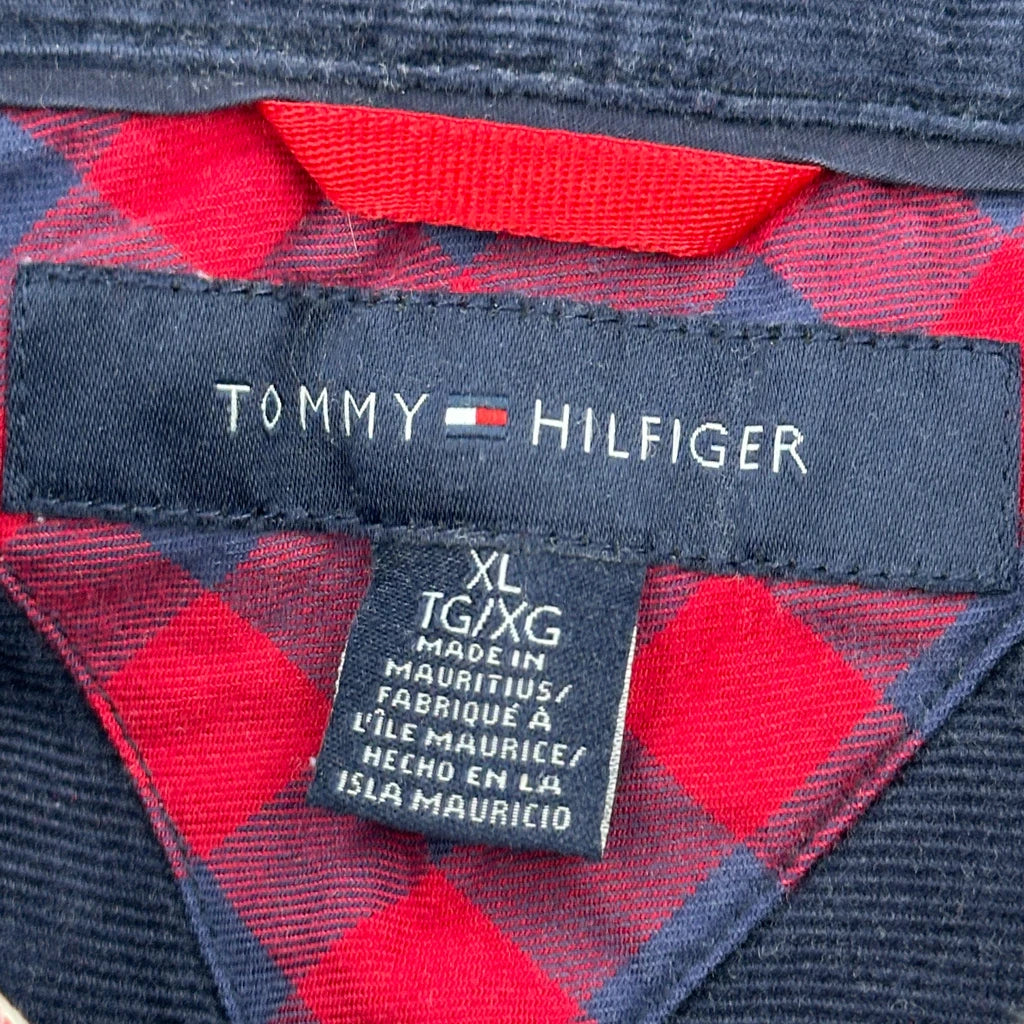 TOMMY HILFIGER
XL
TG/XG
MADE IN
MAURITIUS/
FABRIQUÉ À
L'ÎLE MAURICE/
HECHO EN LA
ISLA MAURICIO